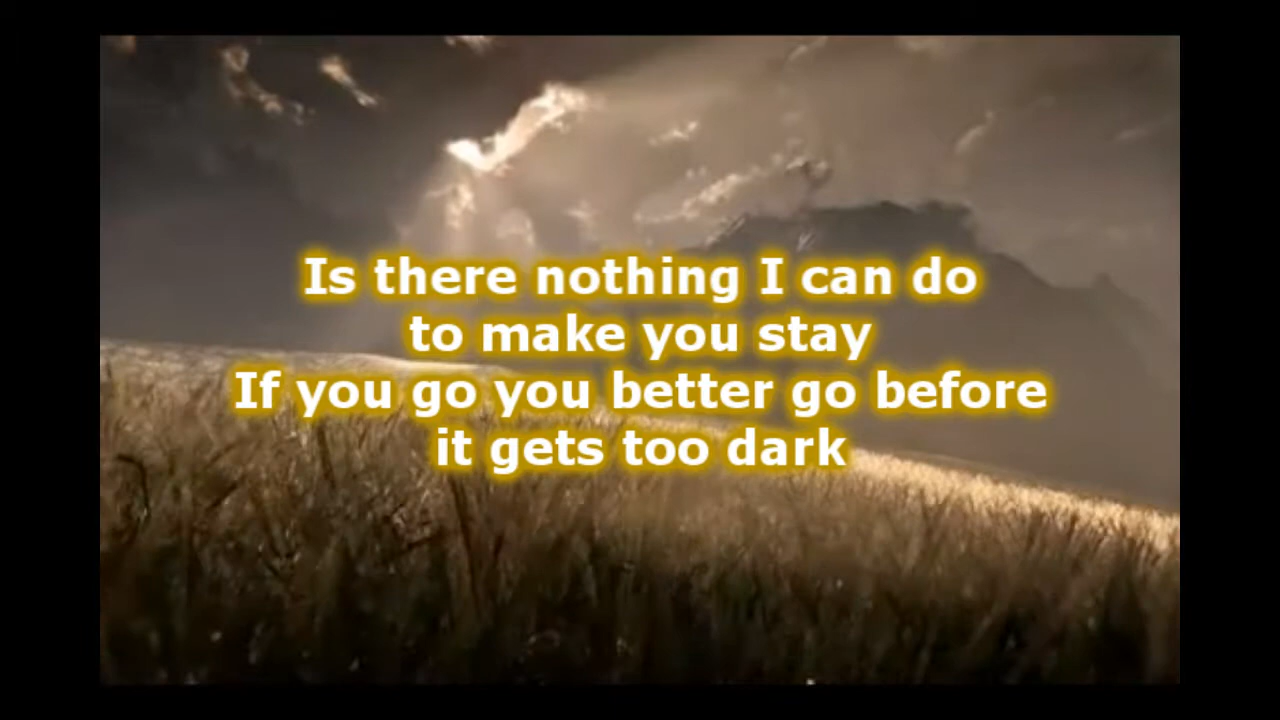 Is there nothing I can do
to make you stay
If you go you better go before
it gets too dark